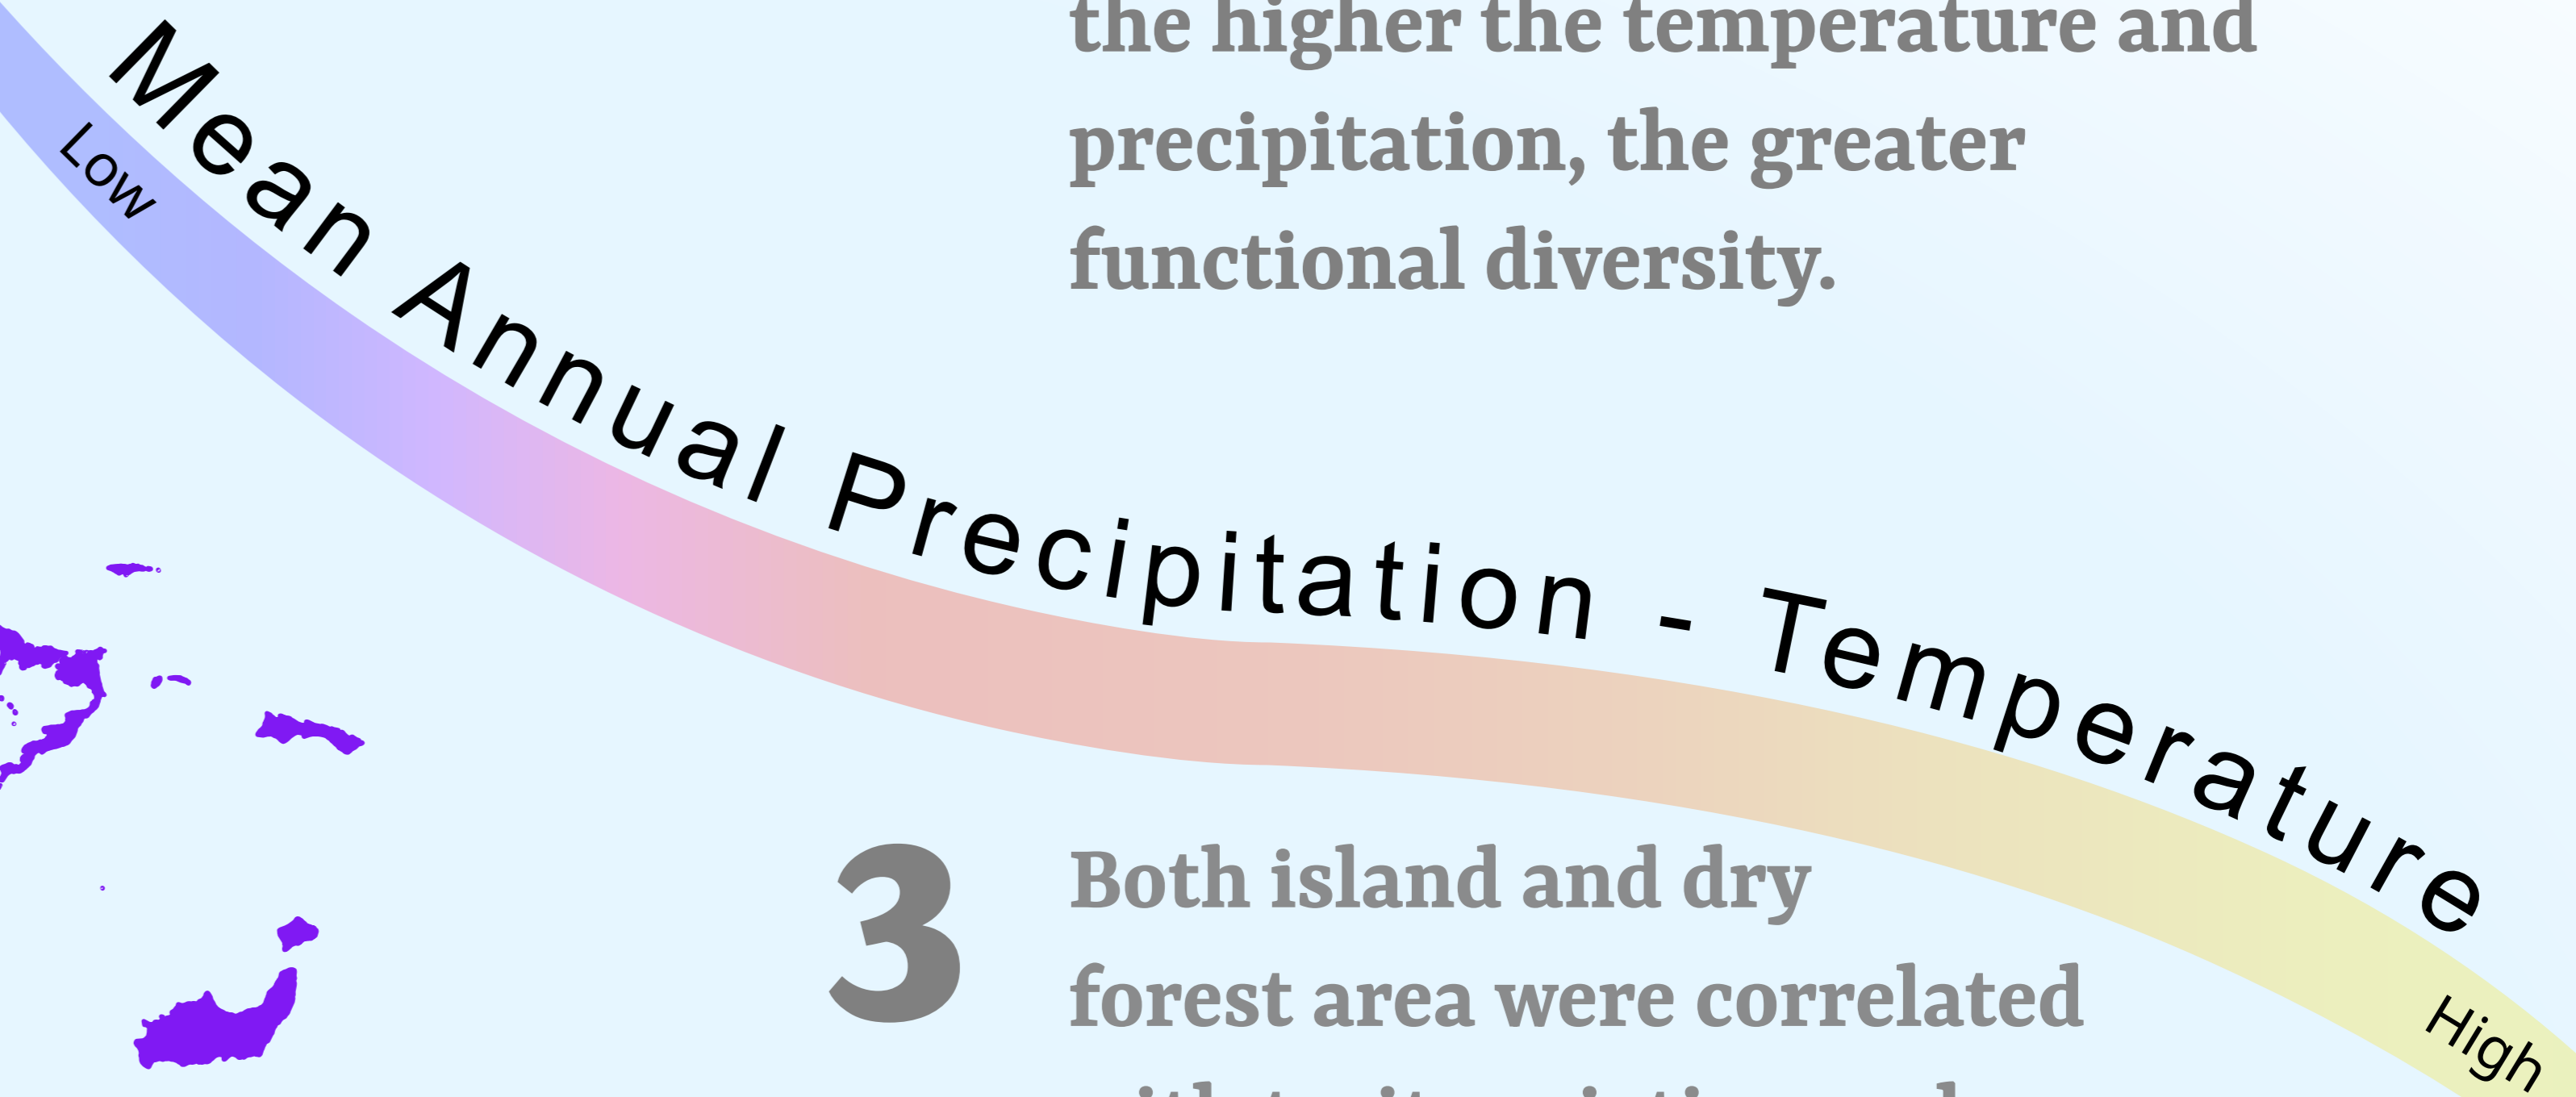 the higher the temperature and
precipitation, the greater
functional diversity.
Mean Annual Precipitation - Temperature
Low
High
3
Both island and dry
forest area were correlated